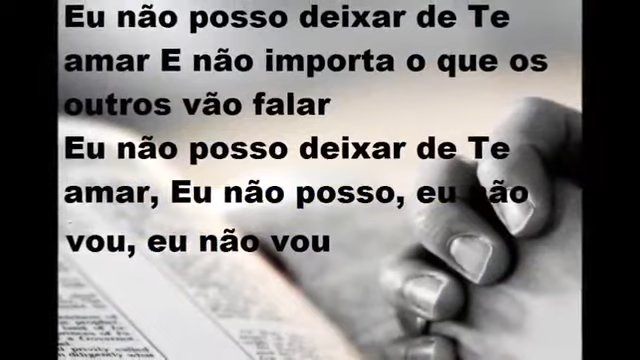 Eu não posso deixar de Te
amar E não importa o que os
outros vão falar
Eu não posso deixar de Te
amar, Eu não posso, eu não
vou, eu não vou